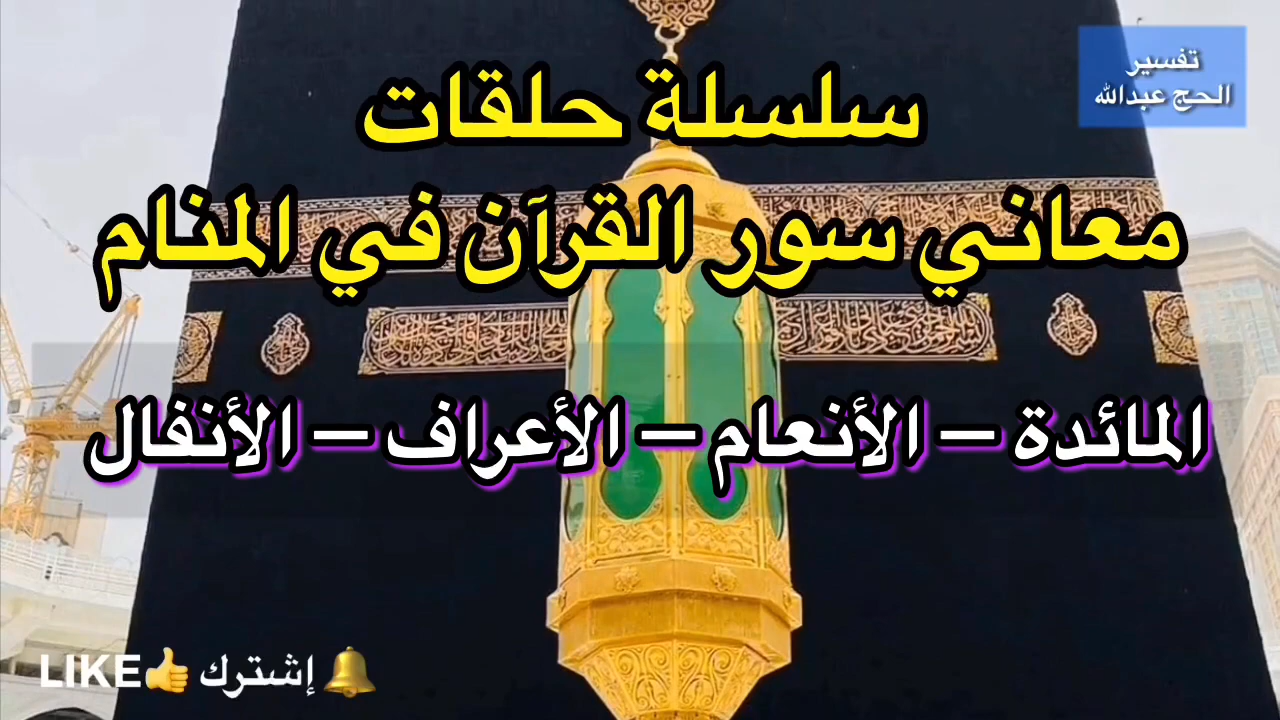 تفسير
الحج عبدالله
سلسلة حلقات
معاني سور القرآن في المنام
المائدة – الأنعام – الأعراف – الأنفال
LIKE👍 إشترك 🔔